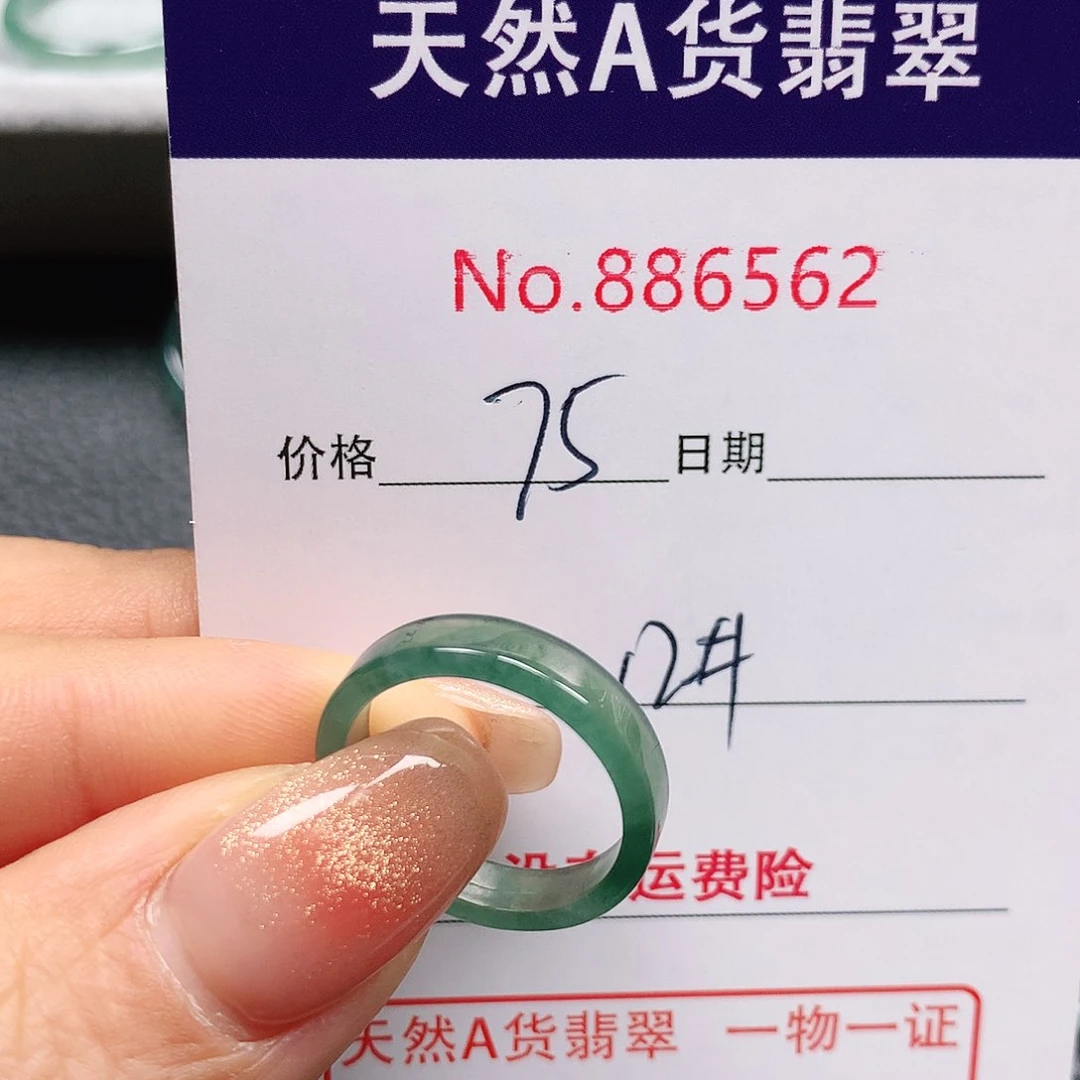 天然A货翡翠
No.886562
价格 75 日期
12#
运费险
天然A货翡翠 一物一证